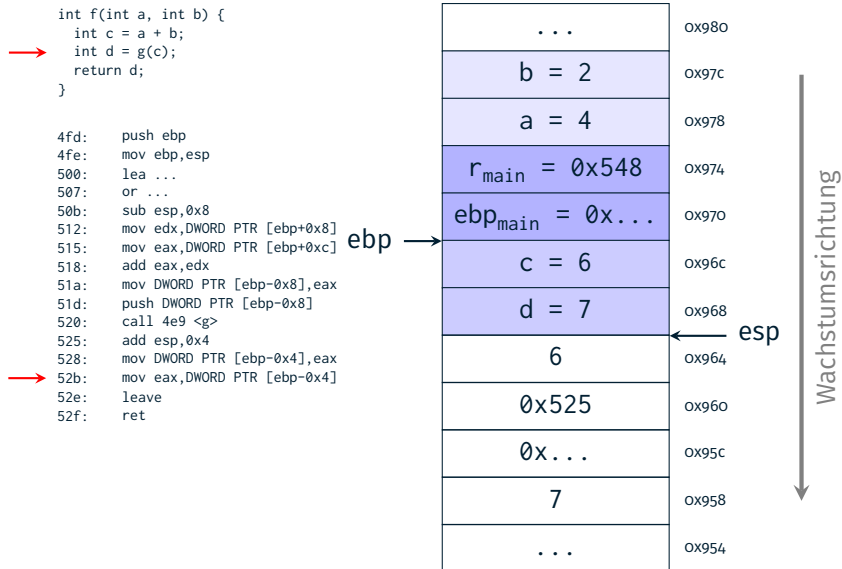 int f(int a, int b) {
int c = a + b;
int d = g(c);
return d;
}
4fd: push ebp
4fe: mov ebp,esp
500: lea ...
507: or ...
50b: sub esp,0x8
512: mov edx,DWORD PTR [ebp+0x8]
515: mov eax,DWORD PTR [ebp+0xc]
518: add eax,edx
51a: mov DWORD PTR [ebp-0x8],eax
51d: push DWORD PTR [ebp-0x8]
520: call 4e9 <g>
525: add esp,0x4
528: mov DWORD PTR [ebp-0x4],eax
52b: mov eax,DWORD PTR [ebp-0x4]
52e: leave
52f: ret
... 0x980
b = 2 0x97c
a = 4 0x978
rmain = 0x548 0x974
ebpmain = 0x... 0x970
ebp
c = 6 0x96c
d = 7 0x968
esp
6 0x964
0x525 0x960
0x... 0x95c
7 0x958
... 0x954
Wachstumsrichtung